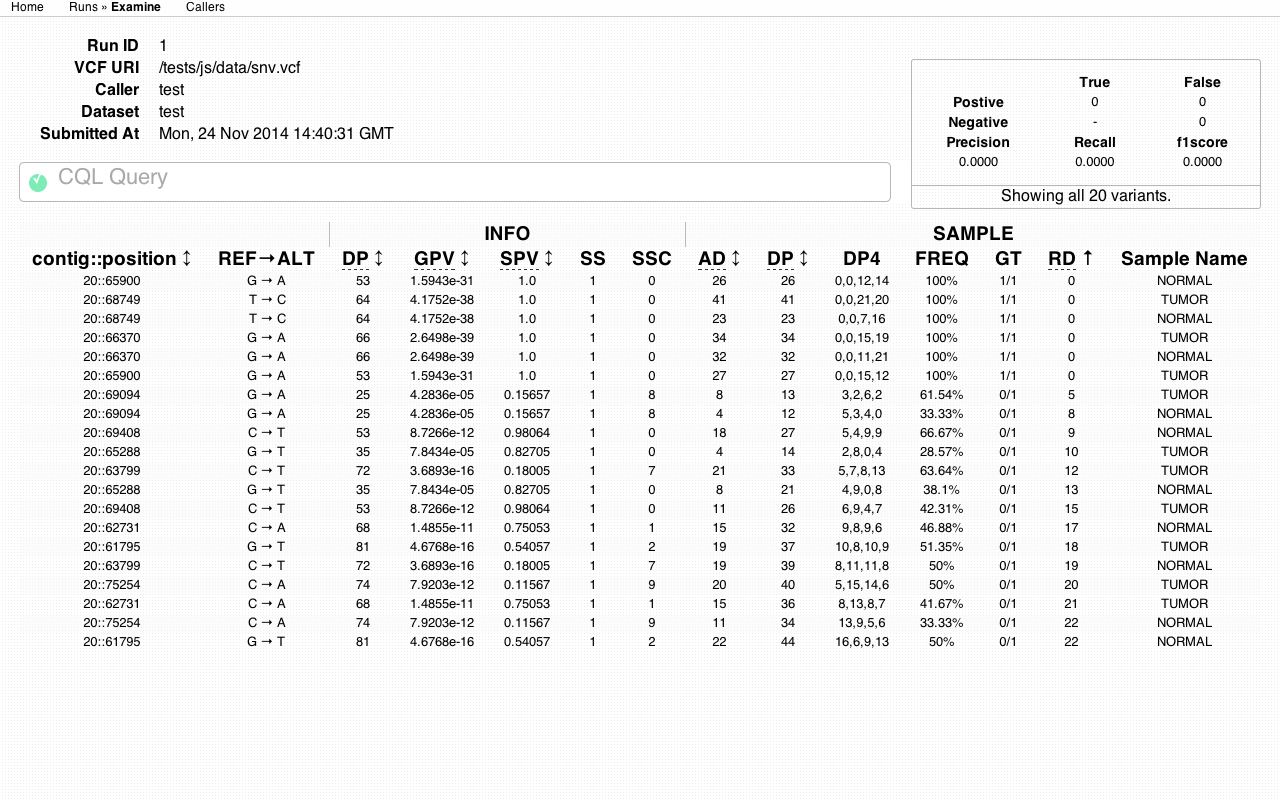 Home Runs » Examine Callers
Run ID 1
VCF URI /tests/js/data/snv.vcf
Caller test
Dataset test
Submitted At Mon, 24 Nov 2014 14:40:31 GMT
True False
Postive 0 0
Negative - 0
Precision Recall f1score
0.0000 0.0000 0.0000
CQL Query
Showing all 20 variants.
INFO SAMPLE
contig::position ↕ REF→ALT DP ↕ GPV ↕ SPV ↕ SS SSC AD ↕ DP ↕ DP4 FREQ GT RD ↑ Sample Name
20::65900 G → A 53 1.5943e-31 1.0 1 0 26 26 0,0,12,14 100% 1/1 0 NORMAL
20::68749 T → C 64 4.1752e-38 1.0 1 0 41 41 0,0,21,20 100% 1/1 0 TUMOR
20::68749 T → C 64 4.1752e-38 1.0 1 0 23 23 0,0,7,16 100% 1/1 0 NORMAL
20::66370 G → A 66 2.6498e-39 1.0 1 0 34 34 0,0,15,19 100% 1/1 0 TUMOR
20::66370 G → A 66 2.6498e-39 1.0 1 0 32 32 0,0,11,21 100% 1/1 0 NORMAL
20::65900 G → A 53 1.5943e-31 1.0 1 0 27 27 0,0,15,12 100% 1/1 0 TUMOR
20::69094 G → A 25 4.2836e-05 0.15657 1 8 8 13 3,2,6,2 61.54% 0/1 5 TUMOR
20::69094 G → A 25 4.2836e-05 0.15657 1 8 4 12 5,3,4,0 33.33% 0/1 8 NORMAL
20::69408 C → T 53 8.7266e-12 0.98064 1 0 18 27 5,4,9,9 66.67% 0/1 9 NORMAL
20::65288 G → T 35 7.8434e-05 0.82705 1 0 4 14 2,8,0,4 28.57% 0/1 10 TUMOR
20::63799 C → T 72 3.6893e-16 0.18005 1 7 21 33 5,7,8,13 63.64% 0/1 12 TUMOR
20::65288 G → T 35 7.8434e-05 0.82705 1 0 8 21 4,9,0,8 38.1% 0/1 13 NORMAL
20::69408 C → T 53 8.7266e-12 0.98064 1 0 11 26 6,9,4,7 42.31% 0/1 15 TUMOR
20::62731 C → A 68 1.4855e-11 0.75053 1 1 15 32 9,8,9,6 46.88% 0/1 17 NORMAL
20::61795 G → T 81 4.6768e-16 0.54057 1 2 19 37 10,8,10,9 51.35% 0/1 18 TUMOR
20::63799 C → T 72 3.6893e-16 0.18005 1 7 19 39 8,11,11,8 50% 0/1 19 NORMAL
20::75254 C → A 74 7.9203e-12 0.11567 1 9 20 40 5,15,14,6 50% 0/1 20 TUMOR
20::62731 C → A 68 1.4855e-11 0.75053 1 1 15 36 8,13,8,7 41.67% 0/1 21 TUMOR
20::75254 C → A 74 7.9203e-12 0.11567 1 9 11 34 13,9,5,6 33.33% 0/1 22 NORMAL
20::61795 G → T 81 4.6768e-16 0.54057 1 2 22 44 16,6,9,13 50% 0/1 22 NORMAL